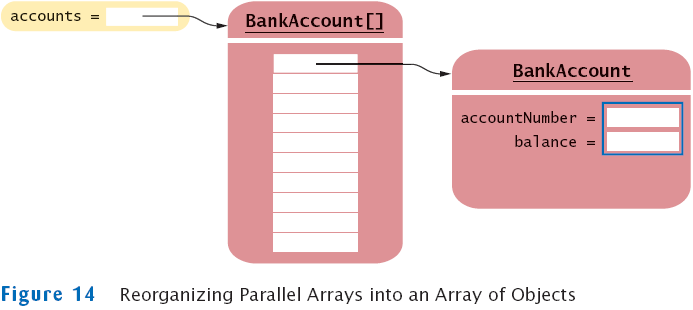 accounts =
BankAccount[]
BankAccount
accountNumber =
balance =
Figure 14 Reorganizing Parallel Arrays into an Array of Objects